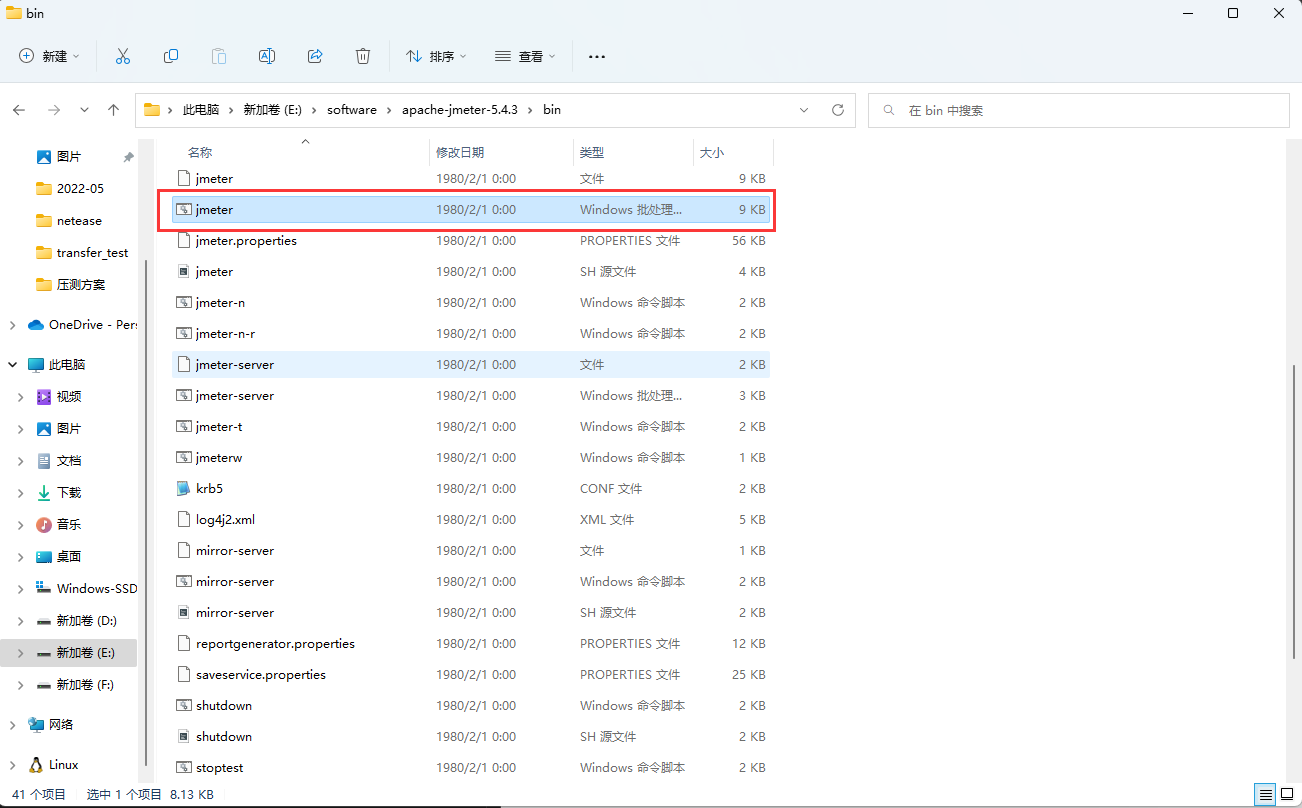 bin
新建 排序 查看
此电脑 新加卷 (E:) software apache-jmeter-5.4.3 bin 在 bin 中搜索
图片
2022-05
netease
transfer_test
压测方案
OneDrive - Pers
此电脑
视频
图片
文档
下载
音乐
桌面
Windows-SSD
新加卷 (D:)
新加卷 (E:)
新加卷 (F:)
网络
Linux
名称 修改日期 类型 大小
jmeter 1980/2/1 0:00 文件 9 KB
jmeter 1980/2/1 0:00 Windows 批处理... 9 KB
jmeter.properties 1980/2/1 0:00 PROPERTIES 文件 56 KB
jmeter 1980/2/1 0:00 SH 源文件 4 KB
jmeter-n 1980/2/1 0:00 Windows 命令脚本 2 KB
jmeter-n-r 1980/2/1 0:00 Windows 命令脚本 2 KB
jmeter-server 1980/2/1 0:00 文件 2 KB
jmeter-server 1980/2/1 0:00 Windows 批处理... 3 KB
jmeter-t 1980/2/1 0:00 Windows 命令脚本 2 KB
jmeterw 1980/2/1 0:00 Windows 命令脚本 1 KB
krb5 1980/2/1 0:00 CONF 文件 2 KB
log4j2.xml 1980/2/1 0:00 XML 文件 5 KB
mirror-server 1980/2/1 0:00 文件 1 KB
mirror-server 1980/2/1 0:00 Windows 命令脚本 2 KB
mirror-server 1980/2/1 0:00 SH 源文件 2 KB
reportgenerator.properties 1980/2/1 0:00 PROPERTIES 文件 12 KB
saveservice.properties 1980/2/1 0:00 PROPERTIES 文件 25 KB
shutdown 1980/2/1 0:00 Windows 命令脚本 2 KB
shutdown 1980/2/1 0:00 SH 源文件 2 KB
stoptest 1980/2/1 0:00 Windows 命令脚本 2 KB
41 个项目 选中 1 个项目 8.13 KB